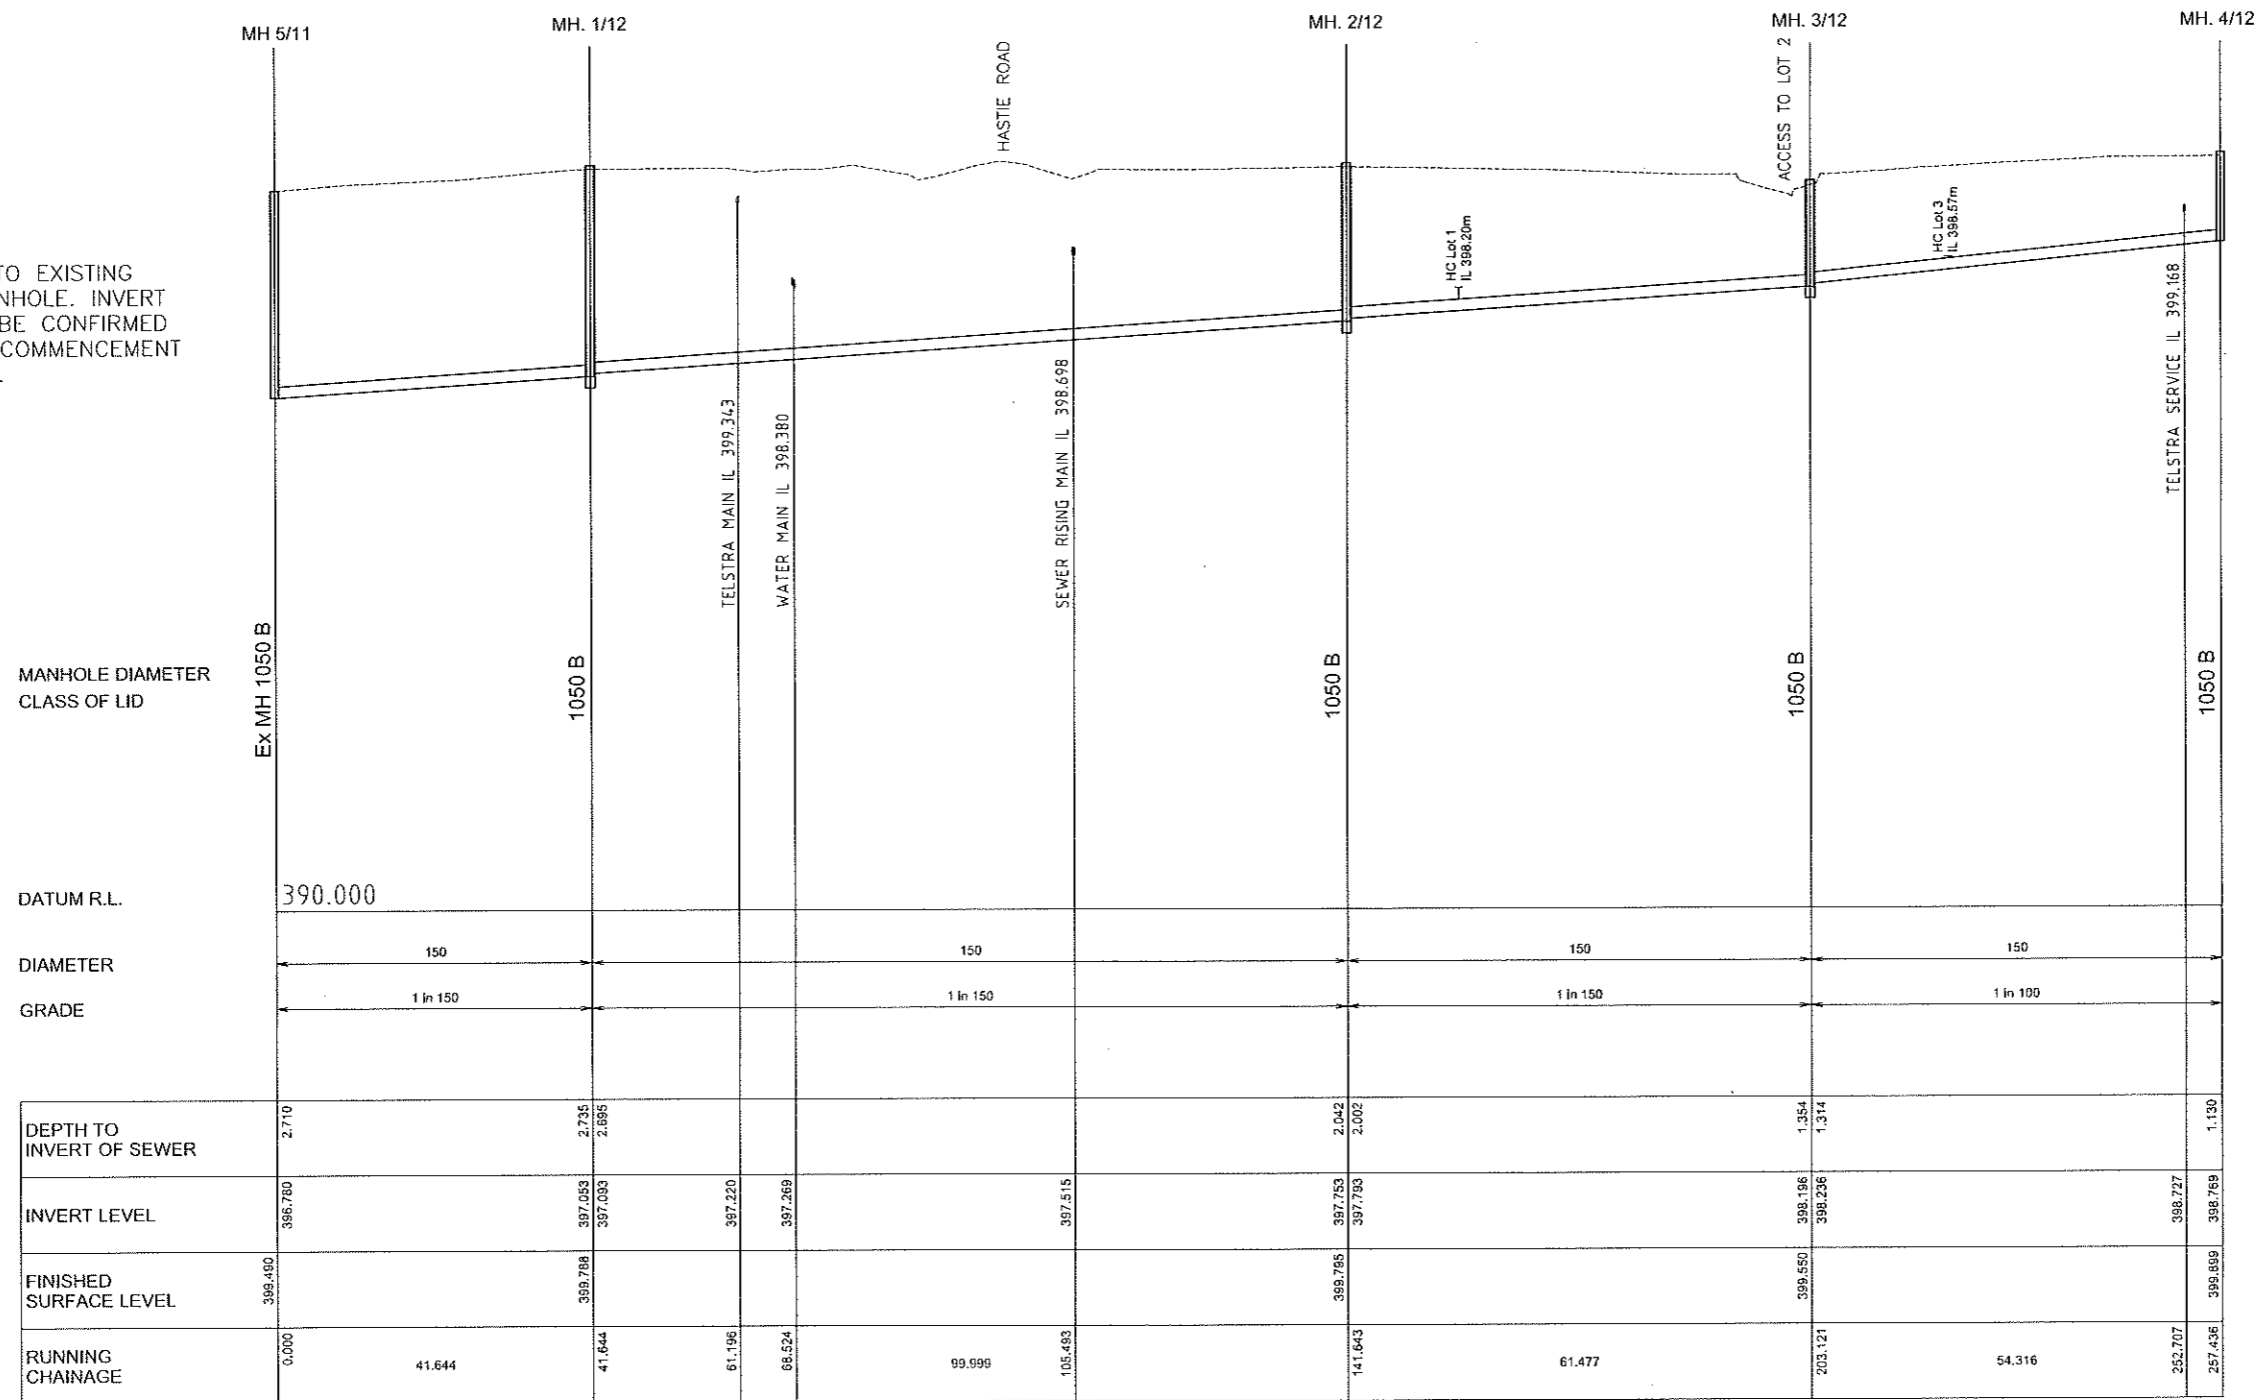 MH 5/11
MH. 1/12
MH. 2/12
MH. 3/12
MH. 4/12
HASTIE ROAD
ACCESS TO LOT 2
TO EXISTING
NHOLE. INVERT
BE CONFIRMED
COMMENCEMENT
HC Lot 1
IL 398.20m
HC Lot 3
IL 398.57m
TELSTRA MAIN IL 399.343
WATER MAIN IL 398.380
SEWER RISING MAIN IL 398.698
TELSTRA SERVICE IL 399.168
MANHOLE DIAMETER
CLASS OF LID
Ex MH 1050 B
1050 B
1050 B
1050 B
1050 B
DATUM R.L.
390.000
DIAMETER
150
150
150
150
GRADE
1 in 150
1 in 150
1 in 150
1 in 100
DEPTH TO
INVERT OF SEWER
2.710
2.735
2.695
2.042
2.002
1.354
1.314
1.130
INVERT LEVEL
396.780
397.053
397.093
397.220
397.269
397.515
397.753
397.793
398.196
398.236
398.727
398.769
FINISHED
SURFACE LEVEL
399.490
399.788
399.795
399.550
399.899
RUNNING
CHAINAGE
0.000
41.644
41.644
61.196
68.524
99.999
105.493
141.643
61.477
203.121
54.316
252.707
257.436